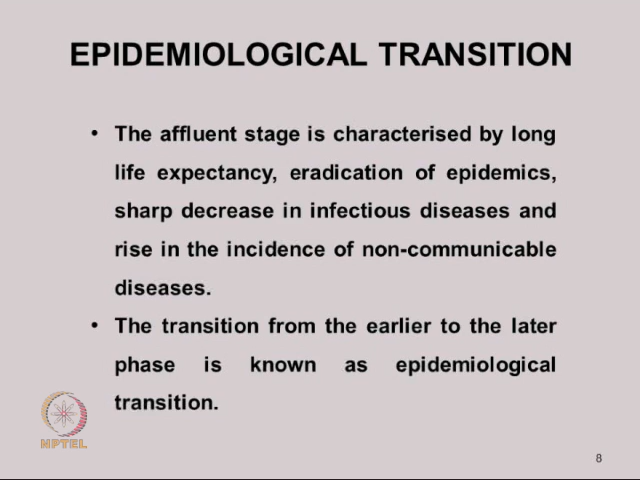 EPIDEMIOLOGICAL TRANSITION
• The affluent stage is characterised by long
life expectancy, eradication of epidemics,
sharp decrease in infectious diseases and
rise in the incidence of non-communicable
diseases.
• The transition from the earlier to the later
phase is known as epidemiological
transition.
NPTEL
8